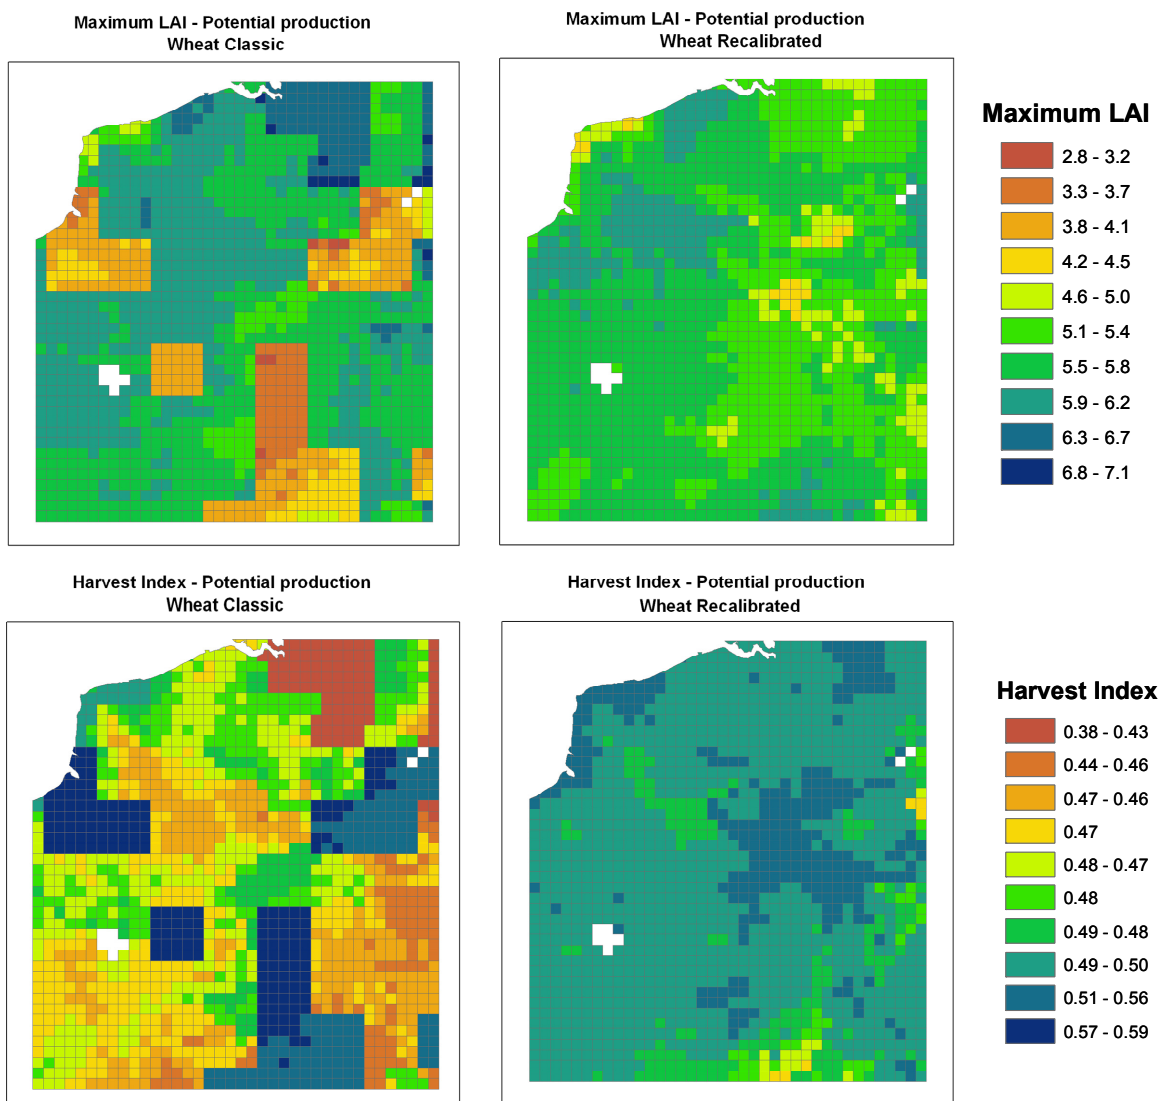 Maximum LAI - Potential production
Wheat Classic
Maximum LAI - Potential production
Wheat Recalibrated
Maximum LAI
2.8 - 3.2
3.3 - 3.7
3.8 - 4.1
4.2 - 4.5
4.6 - 5.0
5.1 - 5.4
5.5 - 5.8
5.9 - 6.2
6.3 - 6.7
6.8 - 7.1
Harvest Index - Potential production
Wheat Classic
Harvest Index - Potential production
Wheat Recalibrated
Harvest Index
0.38 - 0.43
0.44 - 0.46
0.47 - 0.46
0.47
0.48 - 0.47
0.48
0.49 - 0.48
0.49 - 0.50
0.51 - 0.56
0.57 - 0.59